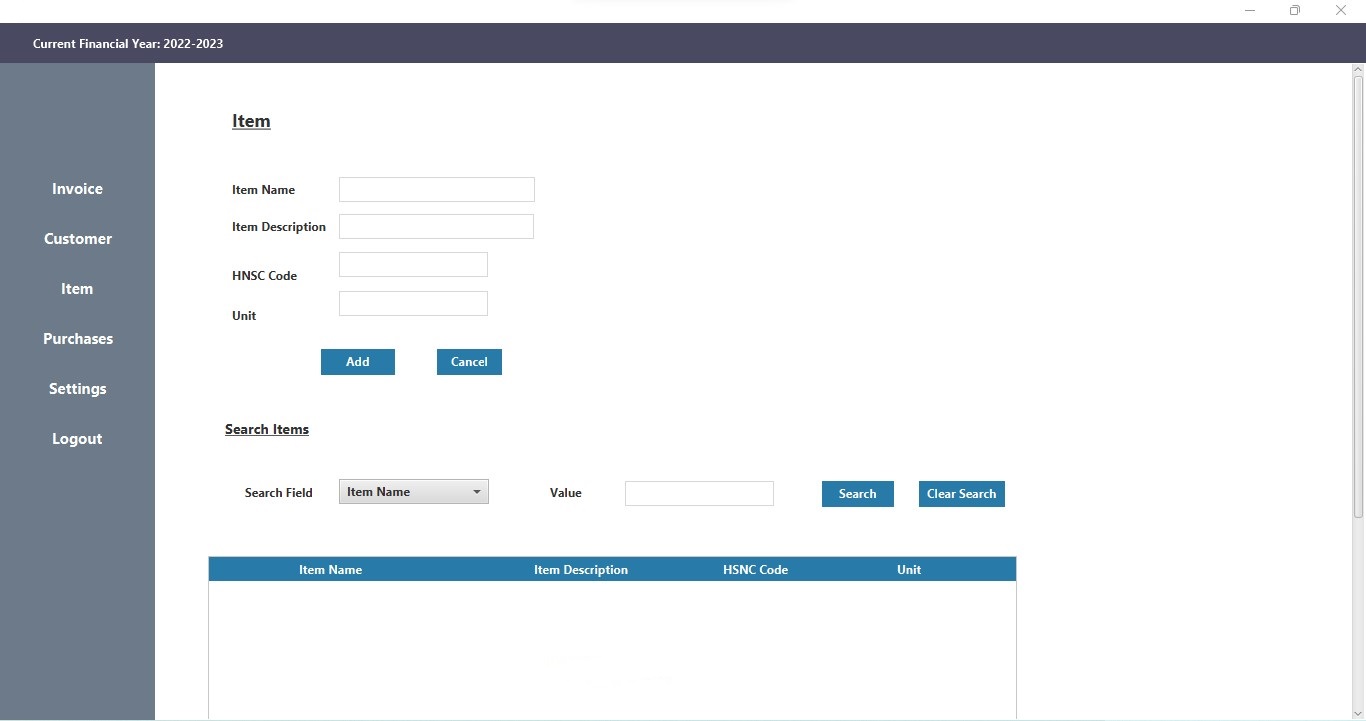 Current Financial Year: 2022-2023
Invoice
Customer
Item
Purchases
Settings
Logout
Item
Item Name
Item Description
HNSC Code
Unit
Add Cancel
Search Items
Search Field Item Name Value Search Clear Search
Item Name Item Description HSNC Code Unit